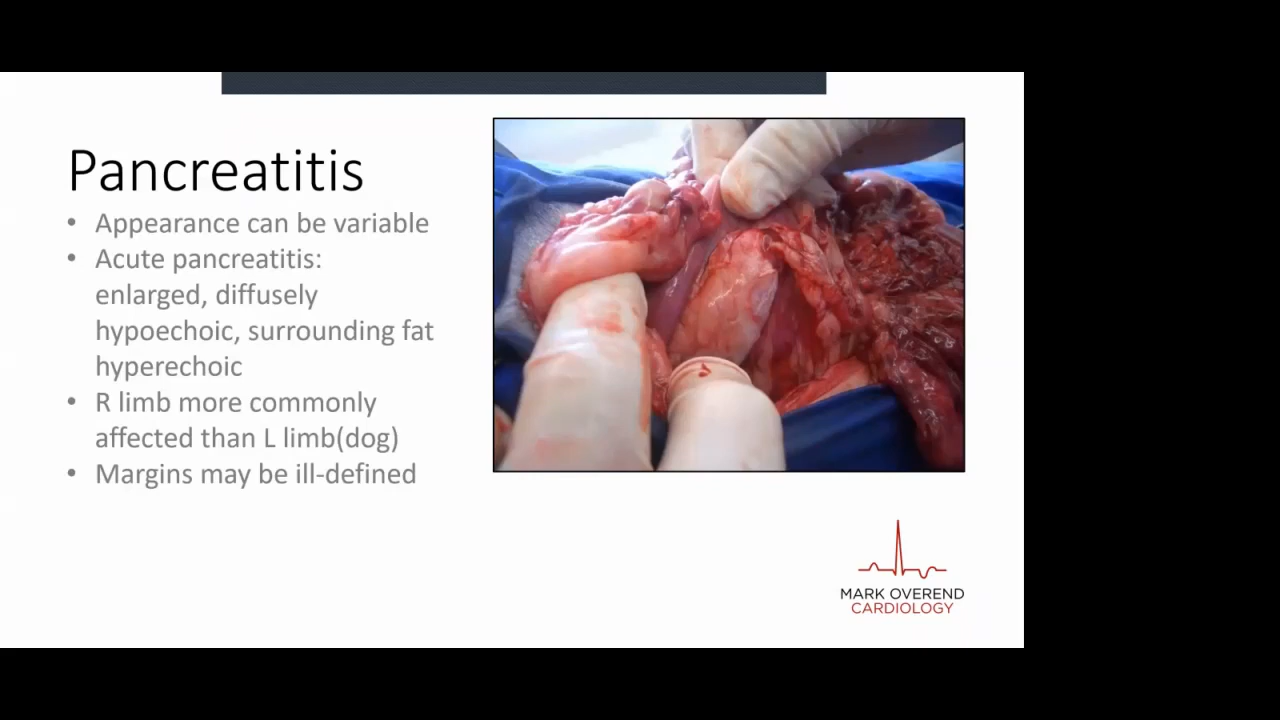 Pancreatitis
• Appearance can be variable
• Acute pancreatitis:
enlarged, diffusely
hypoechoic, surrounding fat
hyperechoic
• R limb more commonly
affected than L limb(dog)
• Margins may be ill-defined
MARK OVEREND
CARDIOLOGY